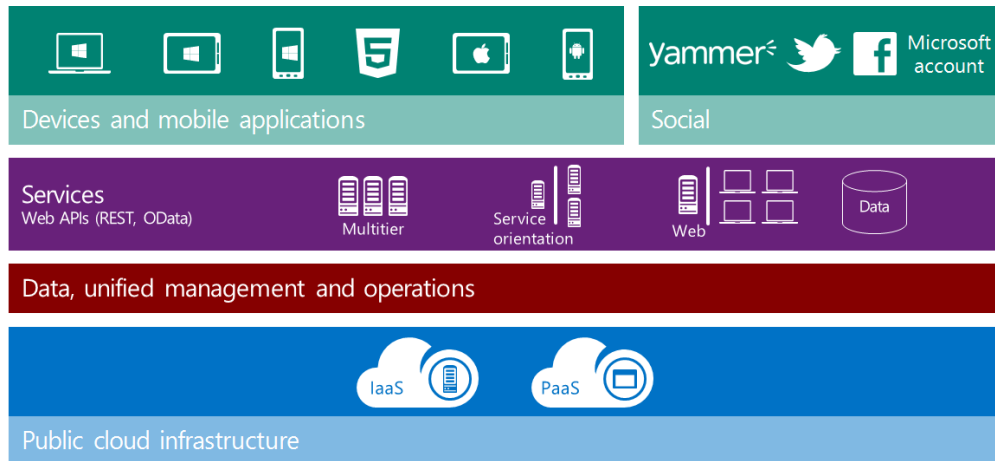 yammer
Microsoft
account
Devices and mobile applications
Social
Services
Web APIs (REST, OData)
Multitier
Service
orientation
Web
Data
Data, unified management and operations
IaaS
PaaS
Public cloud infrastructure